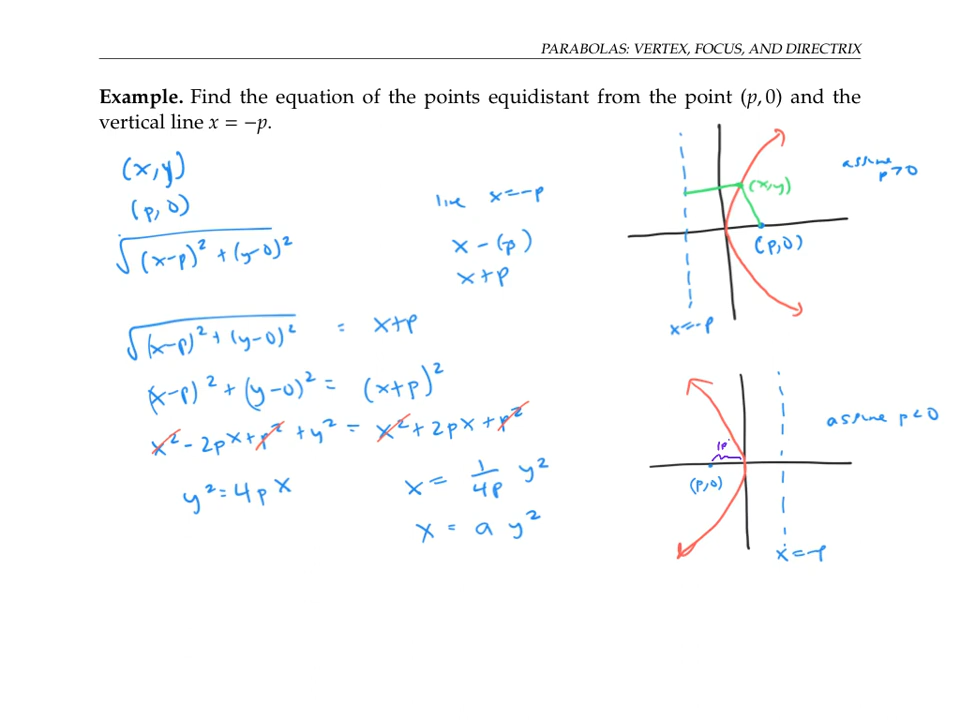 PARABOLAS: VERTEX, FOCUS, AND DIRECTRIX
Example. Find the equation of the points equidistant from the point (p, 0) and the
vertical line x = −p.
(x,y)
(p, 0)
√((x-p)² + (y-0)²)
line x=-p
x - (-p)
x+p
√((x-p)² + (y-0)²) = x+p
(x-p)² + (y-0)² = (x+p)²
x² - 2px + p² + y² = x² + 2px + p²
y² = 4px
x = 1/4p y²
x = a y²
assume
p>0
(x,y)
(p,0)
x=-p
assume p<0
|p|
(p,0)
x=-p